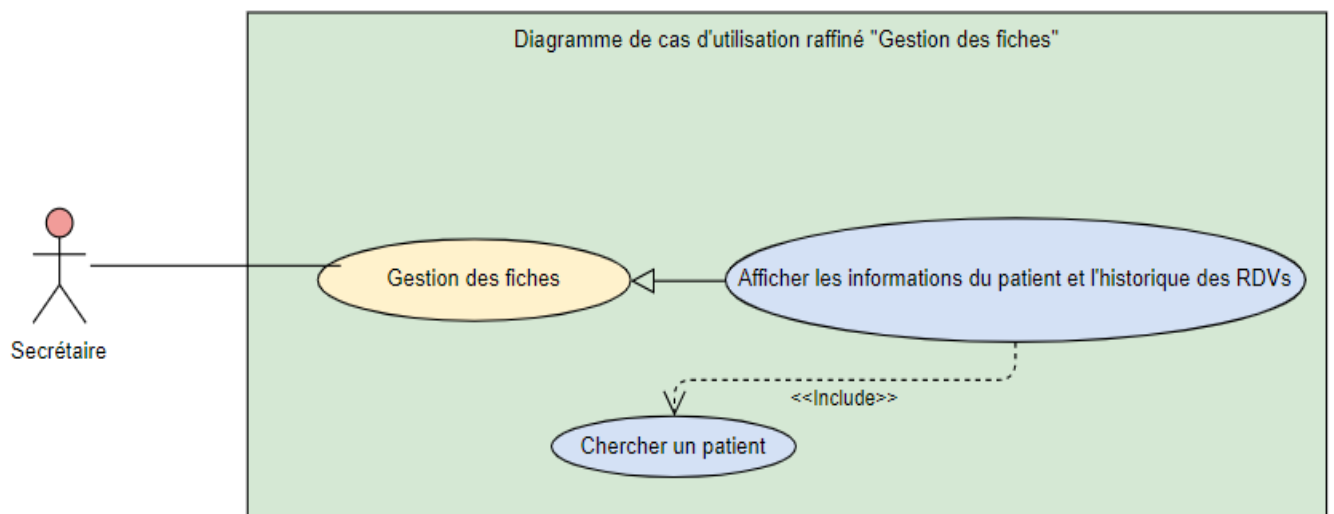 Diagramme de cas d'utilisation raffiné "Gestion des fiches"
Gestion des fiches
Afficher les informations du patient et l'historique des RDVs
Secrétaire
<<Include>>
Chercher un patient